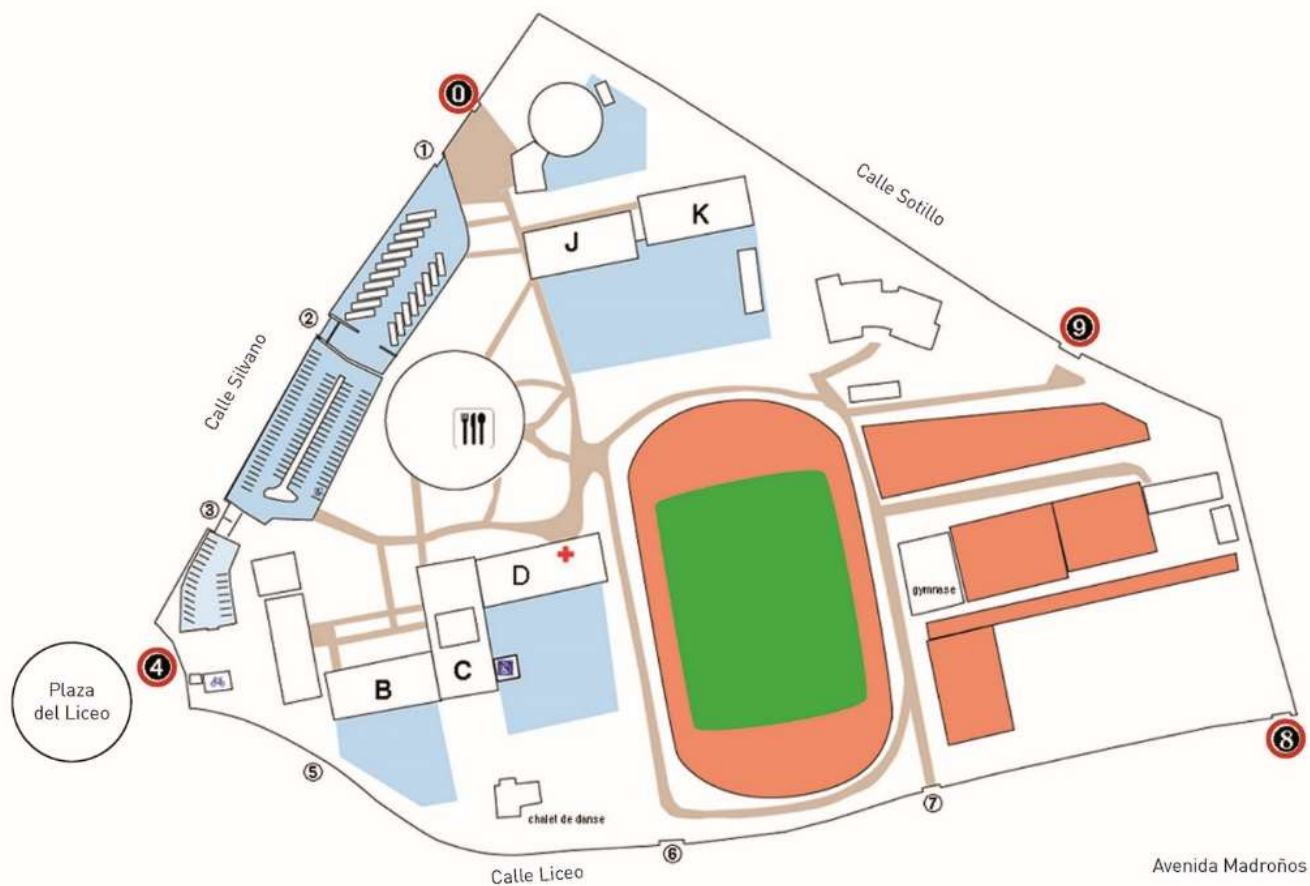 0
1
Calle Sotillo
K
J
2
9
Calle Silvano
3
D
gymnase
4
Plaza
del Liceo
B
C
8
5
7
chalet de danse
6
Calle Liceo
Avenida Madroños